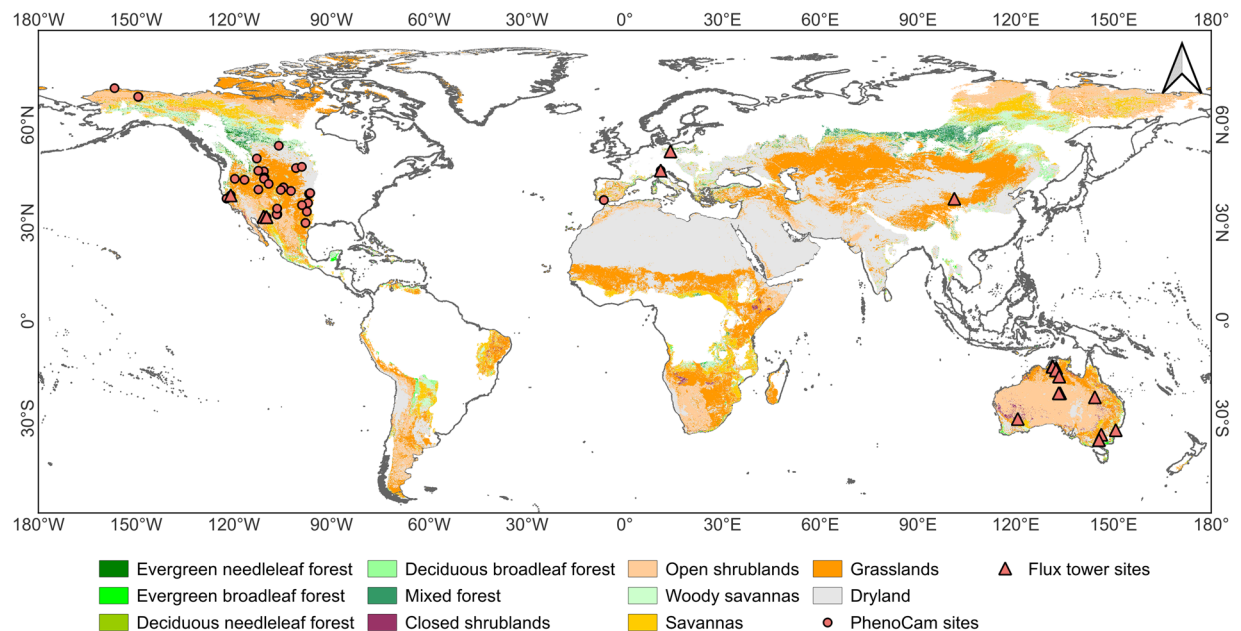 180° 150°W 120°W 90°W 60°W 30°W 0° 30°E 60°E 90°E 120°E 150°E 180°
60°N 60°N
30°N 30°N
0° 0°
30°S 30°S
180°W 150°W 120°W 90°W 60°W 30°W 0° 30°E 60°E 90°E 120°E 150°E 180°
Evergreen needleleaf forest Deciduous broadleaf forest Open shrublands Grasslands Flux tower sites
Evergreen broadleaf forest Mixed forest Woody savannas Dryland
Deciduous needleleaf forest Closed shrublands Savannas PhenoCam sites